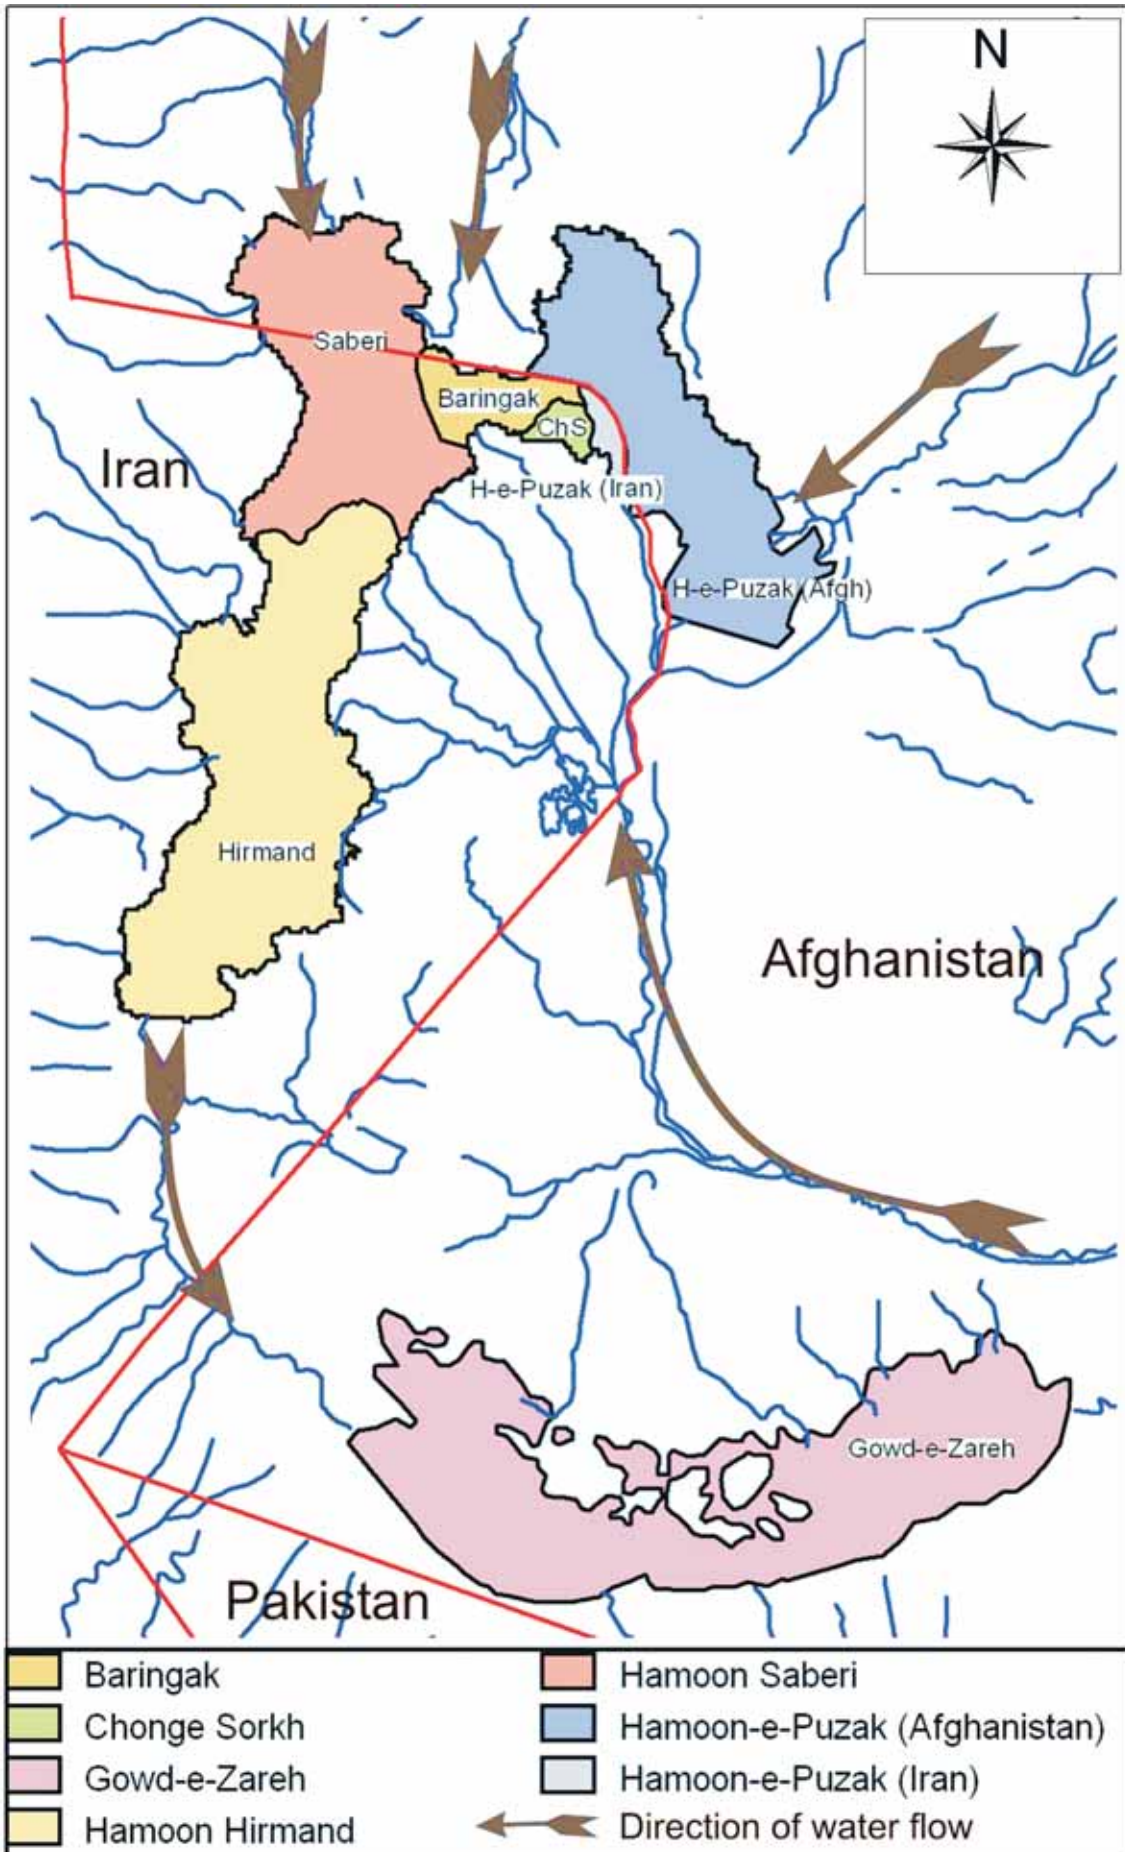 N
Saberi
Baringak
ChS
Iran
H-e-Puzak (Iran)
H-e-Puzak (Afgh)
Hirmand
Afghanistan
Gowd-e-Zareh
Pakistan
Baringak
Chonge Sorkh
Gowd-e-Zareh
Hamoon Hirmand
Hamoon Saberi
Hamoon-e-Puzak (Afghanistan)
Hamoon-e-Puzak (Iran)
Direction of water flow